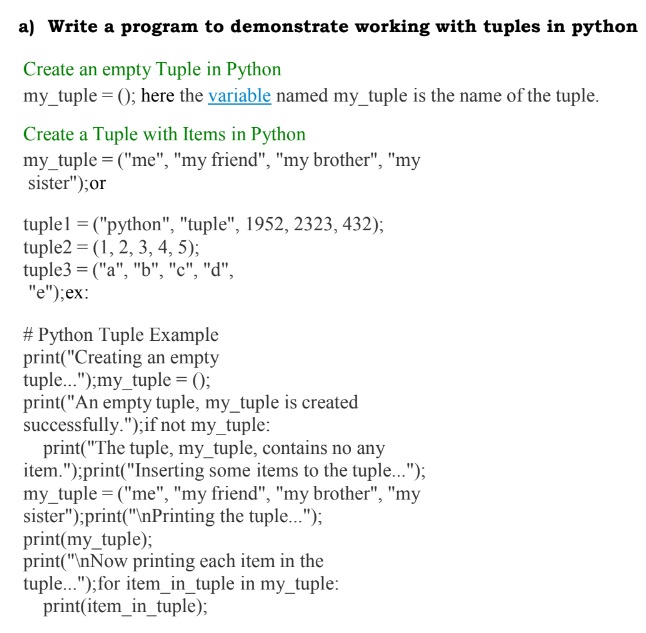 a) Write a program to demonstrate working with tuples in python
Create an empty Tuple in Python
my_tuple = (); here the variable named my_tuple is the name of the tuple.
Create a Tuple with Items in Python
my_tuple = ("me", "my friend", "my brother", "my
sister");or
tuple1 = ("python", "tuple", 1952, 2323, 432);
tuple2 = (1, 2, 3, 4, 5);
tuple3 = ("a", "b", "c", "d",
"e");ex:
# Python Tuple Example
print("Creating an empty
tuple...");my_tuple = ();
print("An empty tuple, my_tuple is created
successfully.");if not my_tuple:
print("The tuple, my_tuple, contains no any
item.");print("Inserting some items to the tuple...");
my_tuple = ("me", "my friend", "my brother", "my
sister");print("\nPrinting the tuple...");
print(my_tuple);
print("\nNow printing each item in the
tuple...");for item_in_tuple in my_tuple:
print(item_in_tuple);